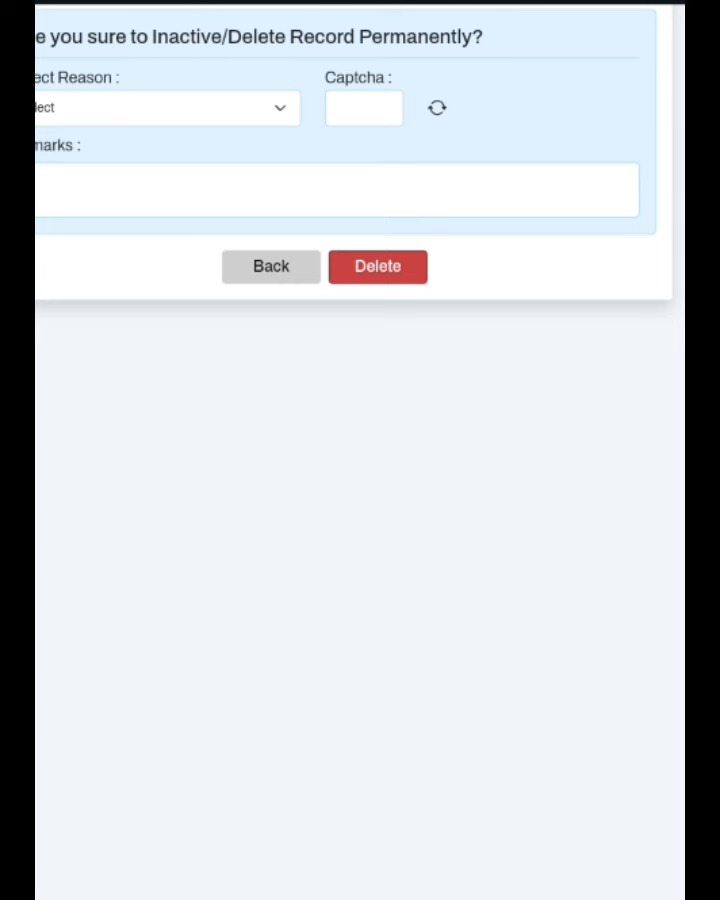 e you sure to Inactive/Delete Record Permanently?
ect Reason : Captcha :
lect
marks :
Back Delete